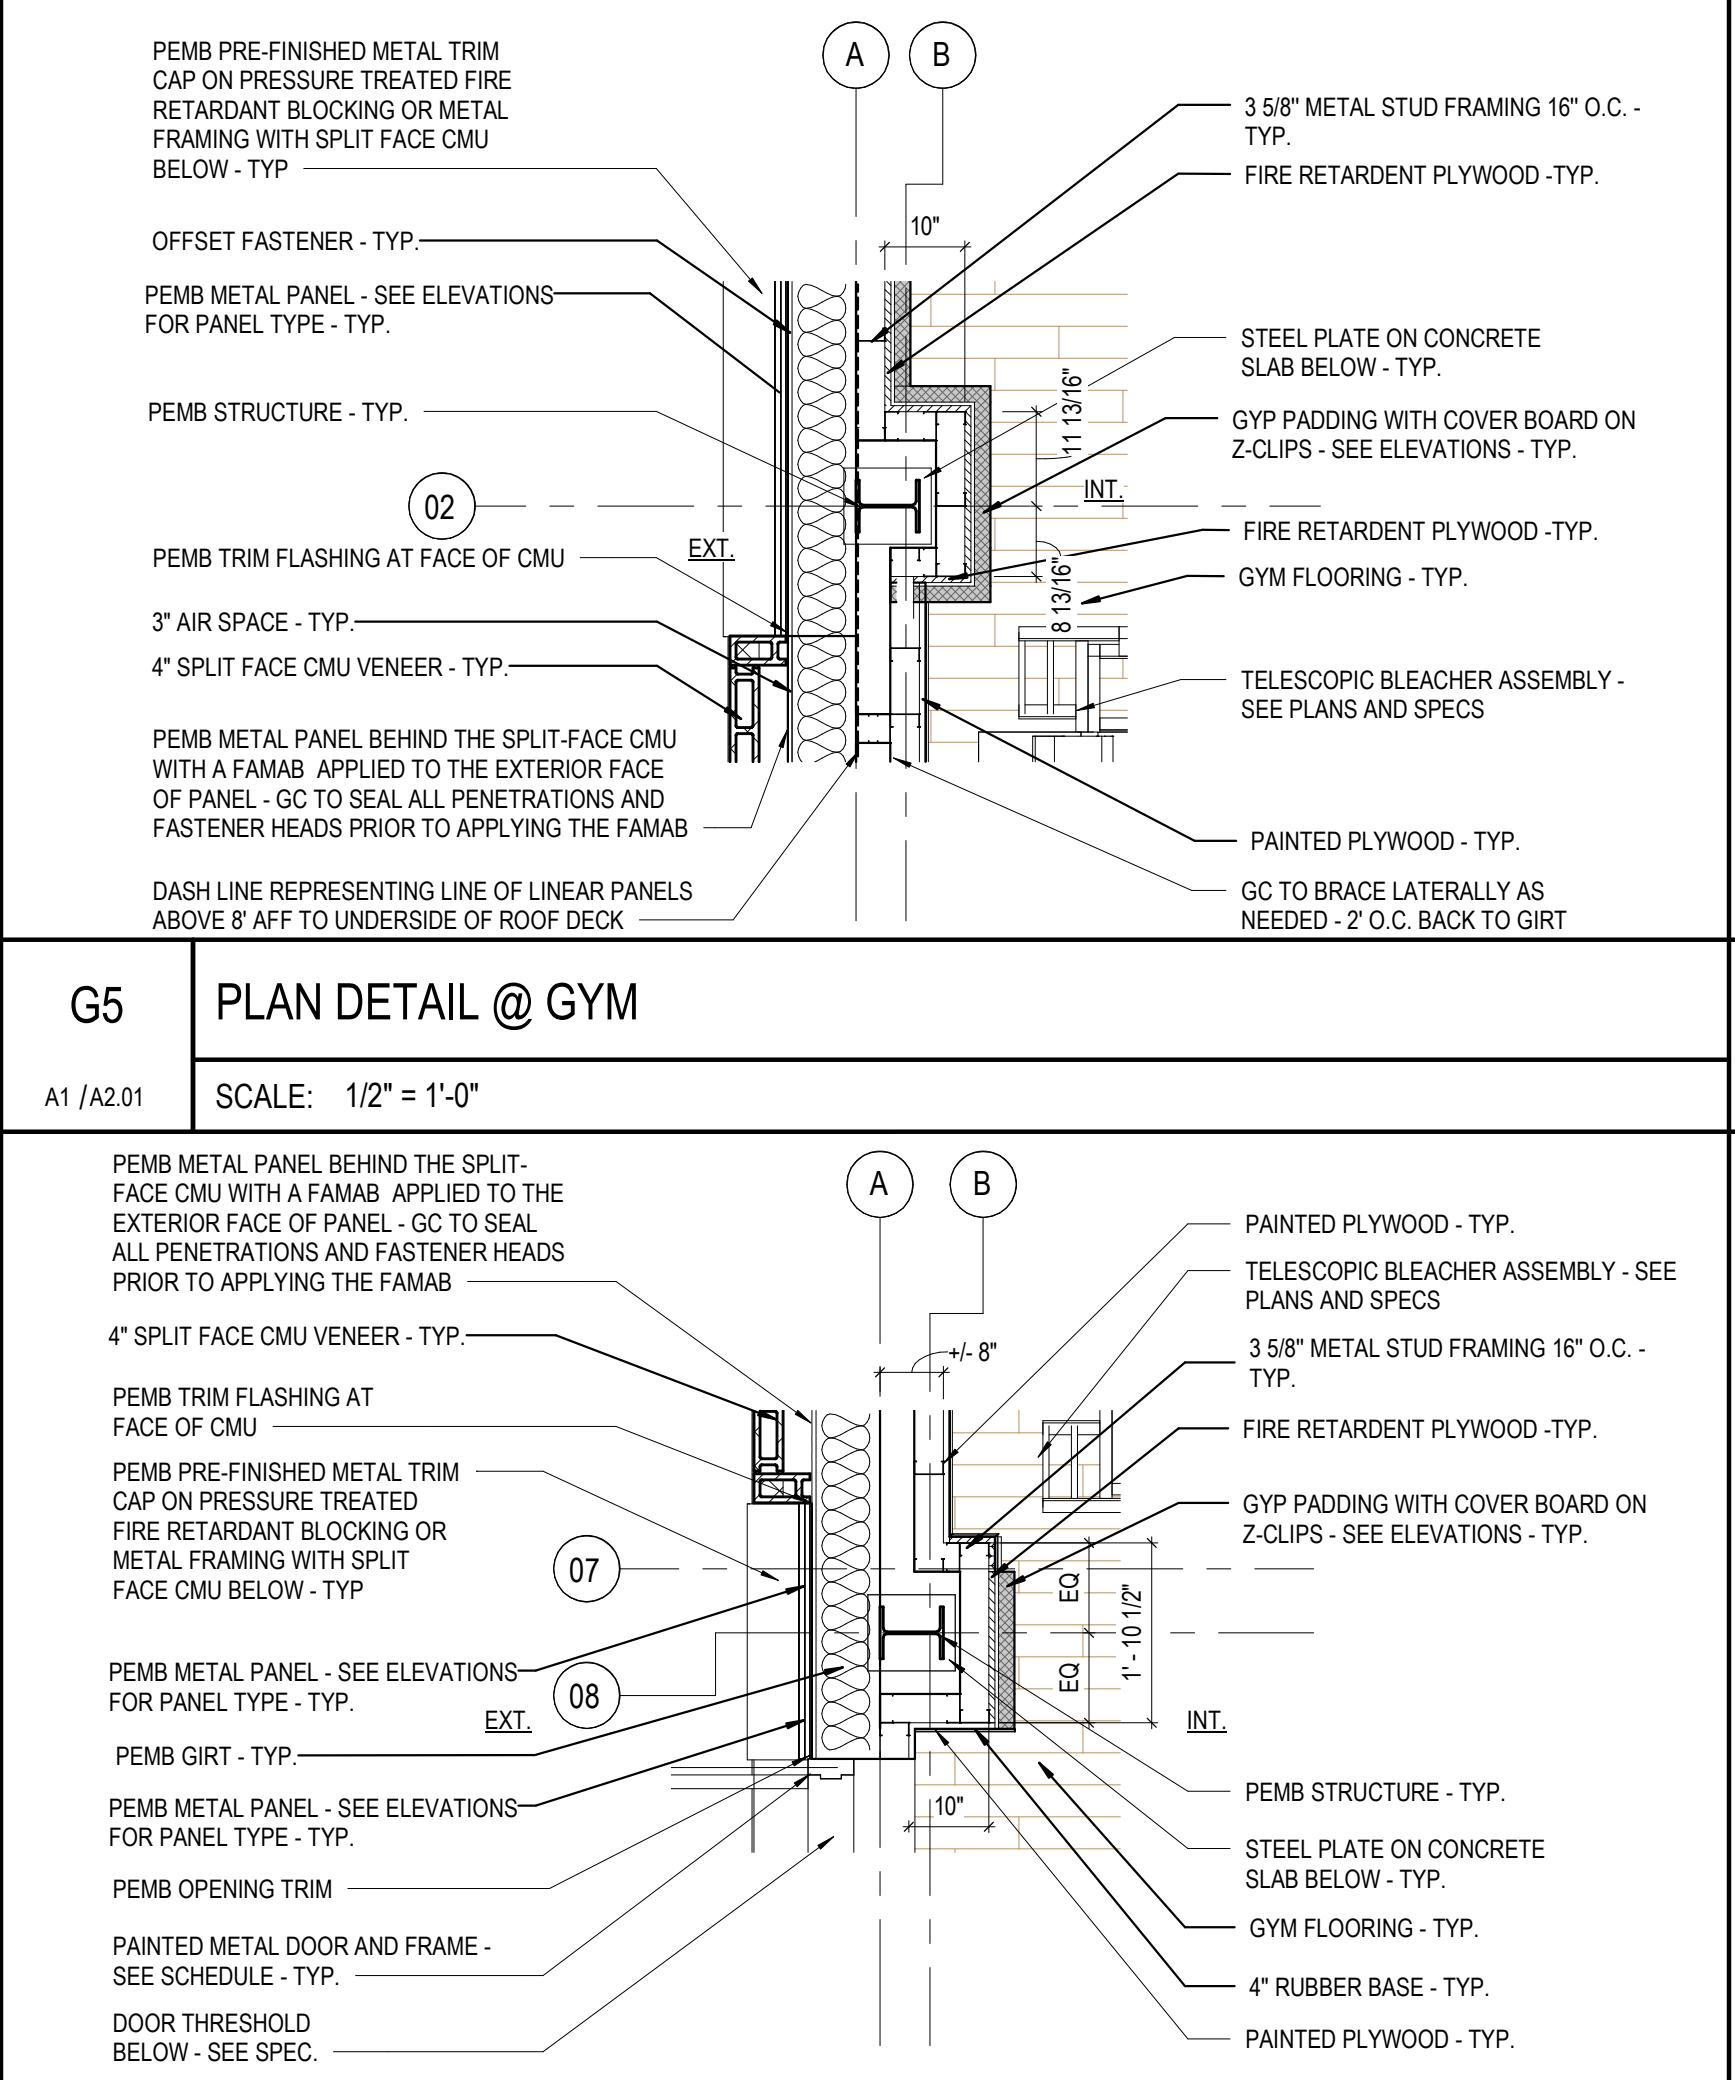 A
B
PEMB PRE-FINISHED METAL TRIM
CAP ON PRESSURE TREATED FIRE
RETARDANT BLOCKING OR METAL
FRAMING WITH SPLIT FACE CMU
BELOW - TYP
OFFSET FASTENER - TYP.
PEMB METAL PANEL - SEE ELEVATIONS
FOR PANEL TYPE - TYP.
PEMB STRUCTURE - TYP.
02
PEMB TRIM FLASHING AT FACE OF CMU
EXT.
3" AIR SPACE - TYP.
4" SPLIT FACE CMU VENEER - TYP.
PEMB METAL PANEL BEHIND THE SPLIT-FACE CMU
WITH A FAMAB APPLIED TO THE EXTERIOR FACE
OF PANEL - GC TO SEAL ALL PENETRATIONS AND
FASTENER HEADS PRIOR TO APPLYING THE FAMAB
DASH LINE REPRESENTING LINE OF LINEAR PANELS
ABOVE 8' AFF TO UNDERSIDE OF ROOF DECK
10"
11 13/16"
8 13/16"
INT.
3 5/8" METAL STUD FRAMING 16" O.C. -
TYP.
FIRE RETARDENT PLYWOOD -TYP.
STEEL PLATE ON CONCRETE
SLAB BELOW - TYP.
GYP PADDING WITH COVER BOARD ON
Z-CLIPS - SEE ELEVATIONS - TYP.
FIRE RETARDENT PLYWOOD -TYP.
GYM FLOORING - TYP.
TELESCOPIC BLEACHER ASSEMBLY -
SEE PLANS AND SPECS
PAINTED PLYWOOD - TYP.
GC TO BRACE LATERALLY AS
NEEDED - 2' O.C. BACK TO GIRT
G5
PLAN DETAIL @ GYM
A1 / A2.01
SCALE: 1/2" = 1'-0"
A
B
PEMB METAL PANEL BEHIND THE SPLIT-
FACE CMU WITH A FAMAB APPLIED TO THE
EXTERIOR FACE OF PANEL - GC TO SEAL
ALL PENETRATIONS AND FASTENER HEADS
PRIOR TO APPLYING THE FAMAB
4" SPLIT FACE CMU VENEER - TYP.
PEMB TRIM FLASHING AT
FACE OF CMU
PEMB PRE-FINISHED METAL TRIM
CAP ON PRESSURE TREATED
FIRE RETARDANT BLOCKING OR
METAL FRAMING WITH SPLIT
FACE CMU BELOW - TYP
07
PEMB METAL PANEL - SEE ELEVATIONS
FOR PANEL TYPE - TYP.
08
EXT.
PEMB GIRT - TYP.
PEMB METAL PANEL - SEE ELEVATIONS
FOR PANEL TYPE - TYP.
PEMB OPENING TRIM
PAINTED METAL DOOR AND FRAME -
SEE SCHEDULE - TYP.
DOOR THRESHOLD
BELOW - SEE SPEC.
+/- 8"
EQ
EQ
1' - 10 1/2"
10"
INT.
PAINTED PLYWOOD - TYP.
TELESCOPIC BLEACHER ASSEMBLY - SEE
PLANS AND SPECS
3 5/8" METAL STUD FRAMING 16" O.C. -
TYP.
FIRE RETARDENT PLYWOOD -TYP.
GYP PADDING WITH COVER BOARD ON
Z-CLIPS - SEE ELEVATIONS - TYP.
PEMB STRUCTURE - TYP.
STEEL PLATE ON CONCRETE
SLAB BELOW - TYP.
GYM FLOORING - TYP.
4" RUBBER BASE - TYP.
PAINTED PLYWOOD - TYP.